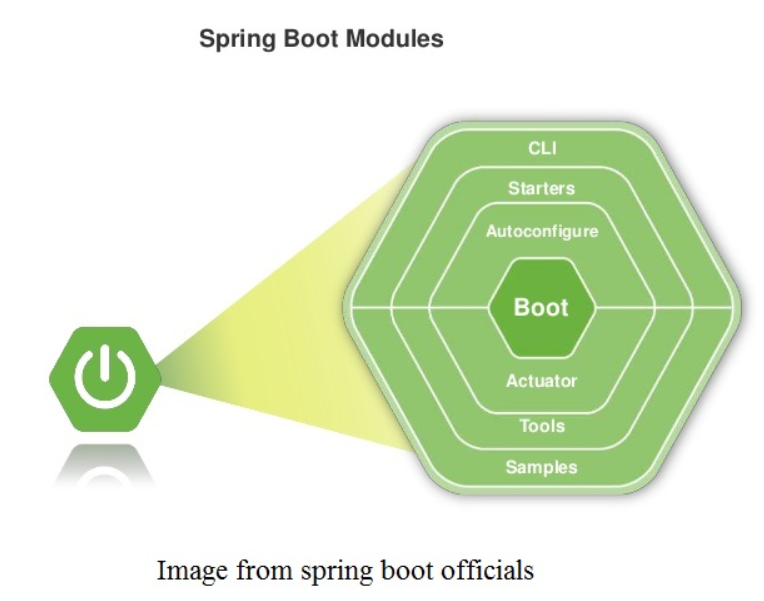 Spring Boot Modules
CLI
Starters
Autoconfigure
Boot
Actuator
Tools
Samples
Image from spring boot officials